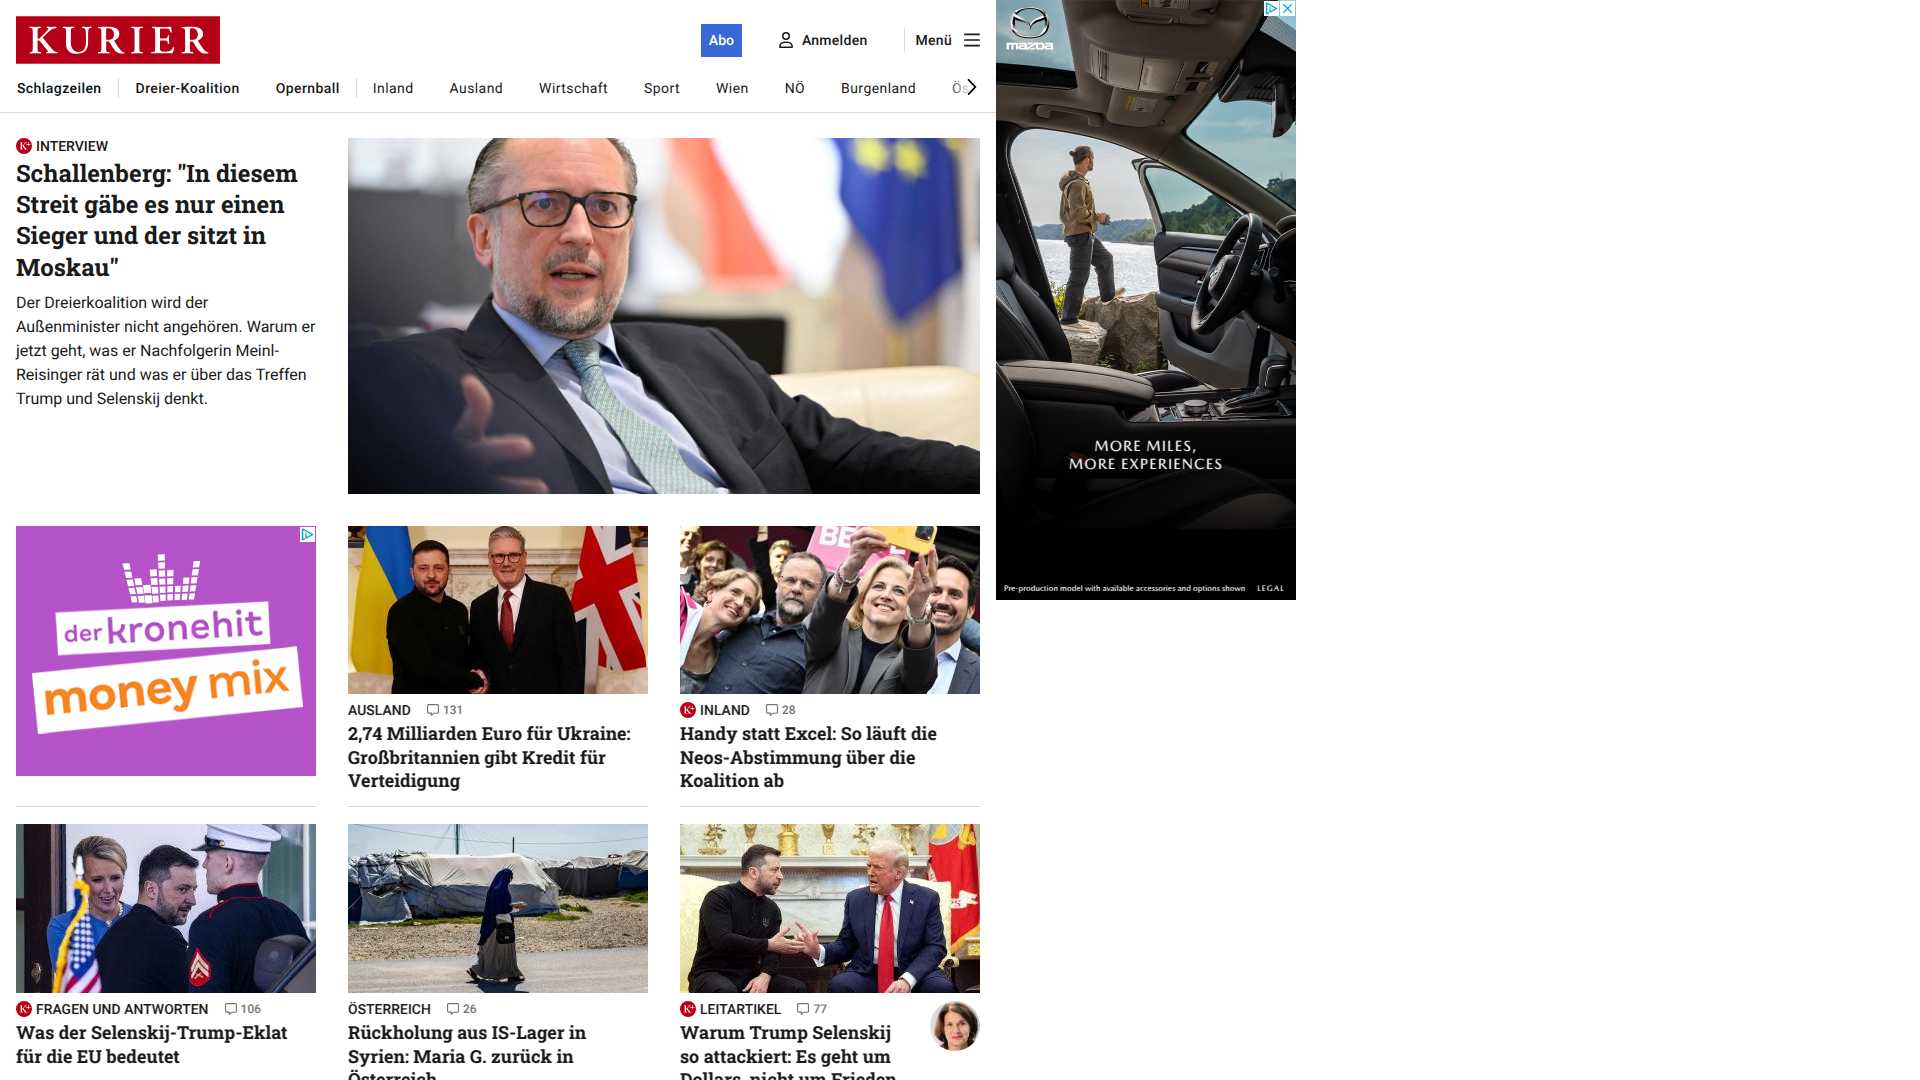 KURIER
Abo
Anmelden
Menü
Schlagzeilen
Dreier-Koalition
Opernball
Inland
Ausland
Wirtschaft
Sport
Wien
NÖ
Burgenland
mazda
MORE MILES,
MORE EXPERIENCES
Pre-production model with available accessories and options shown LEGAL
K+ INTERVIEW
Schallenberg: "In diesem
Streit gäbe es nur einen
Sieger und der sitzt in
Moskau"
Der Dreierkoalition wird der
Außenminister nicht angehören. Warum er
jetzt geht, was er Nachfolgerin Meinl-
Reisinger rät und was er über das Treffen
Trump und Selenskij denkt.
der kronehit
money mix
AUSLAND 131
2,74 Milliarden Euro für Ukraine:
Großbritannien gibt Kredit für
Verteidigung
K+ INLAND 28
Handy statt Excel: So läuft die
Neos-Abstimmung über die
Koalition ab
K+ FRAGEN UND ANTWORTEN 106
Was der Selenskij-Trump-Eklat
für die EU bedeutet
ÖSTERREICH 26
Rückholung aus IS-Lager in
Syrien: Maria G. zurück in
Österreich
K+ LEITARTIKEL 77
Warum Trump Selenskij
so attackiert: Es geht um
Dollars, nicht um Frieden